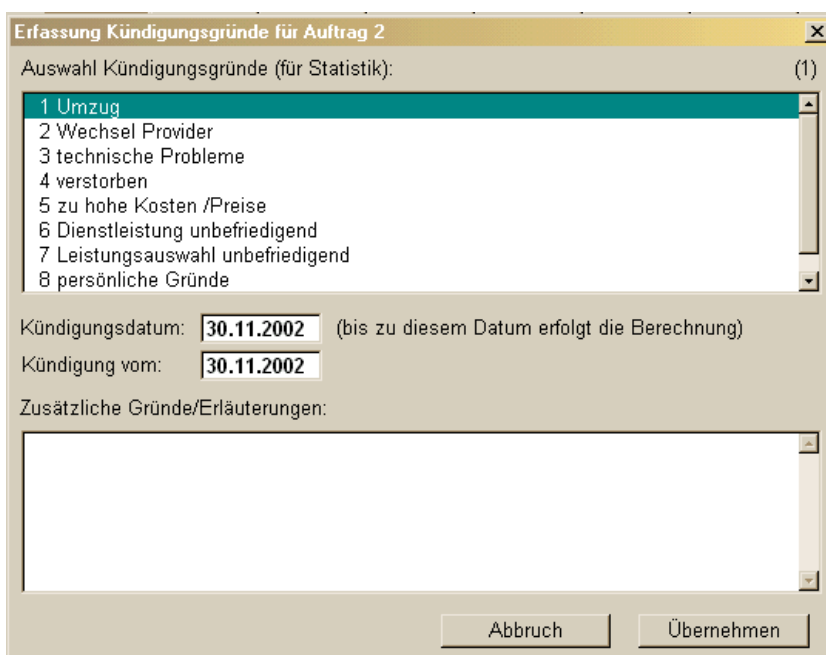 Erfassung Kündigungsgründe für Auftrag 2
Auswahl Kündigungsgründe (für Statistik): (1)
1 Umzug
2 Wechsel Provider
3 technische Probleme
4 verstorben
5 zu hohe Kosten /Preise
6 Dienstleistung unbefriedigend
7 Leistungsauswahl unbefriedigend
8 persönliche Gründe
Kündigungsdatum: 30.11.2002 (bis zu diesem Datum erfolgt die Berechnung)
Kündigung vom: 30.11.2002
Zusätzliche Gründe/Erläuterungen:
Abbruch Übernehmen